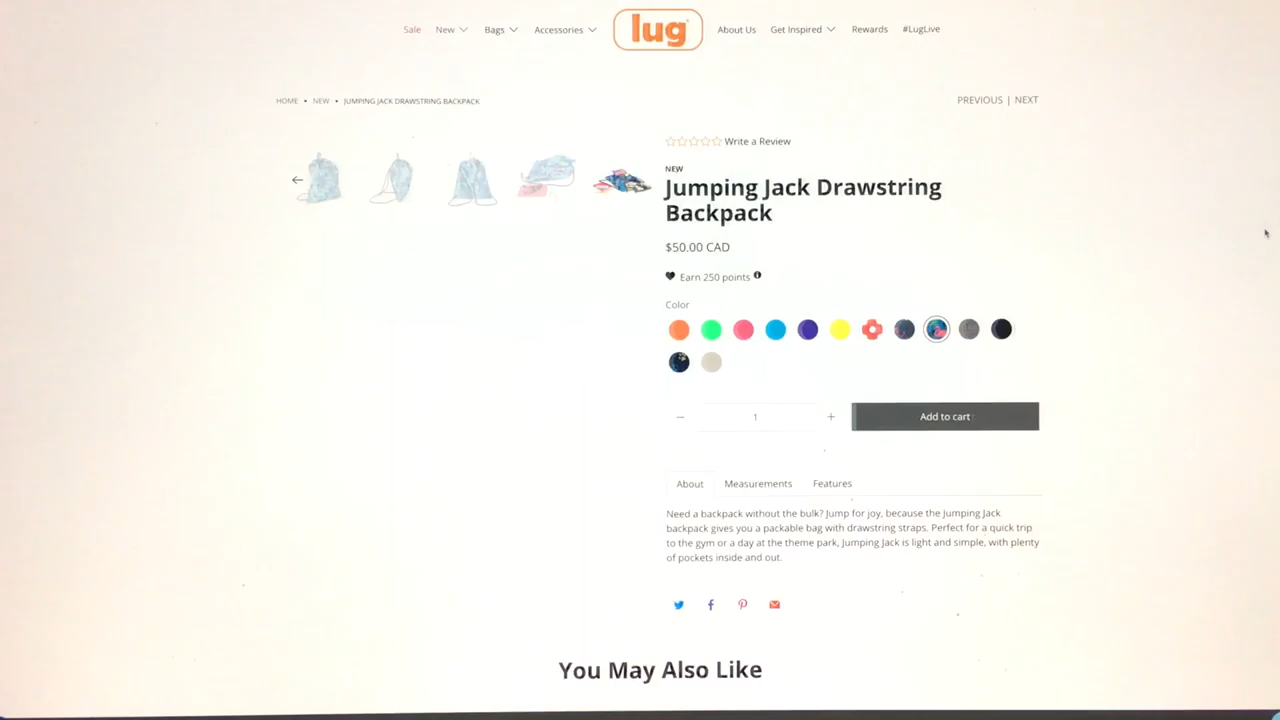 Sale New Bags Accessories lug About Us Get Inspired Rewards #LugLive
HOME • NEW • JUMPING JACK DRAWSTRING BACKPACK
PREVIOUS | NEXT
Write a Review
NEW
Jumping Jack Drawstring
Backpack
$50.00 CAD
Earn 250 points
Color
1
Add to cart
About Measurements Features
Need a backpack without the bulk? Jump for joy, because the Jumping Jack
backpack gives you a packable bag with drawstring straps. Perfect for a quick trip
to the gym or a day at the theme park, Jumping Jack is light and simple, with plenty
of pockets inside and out.
You May Also Like